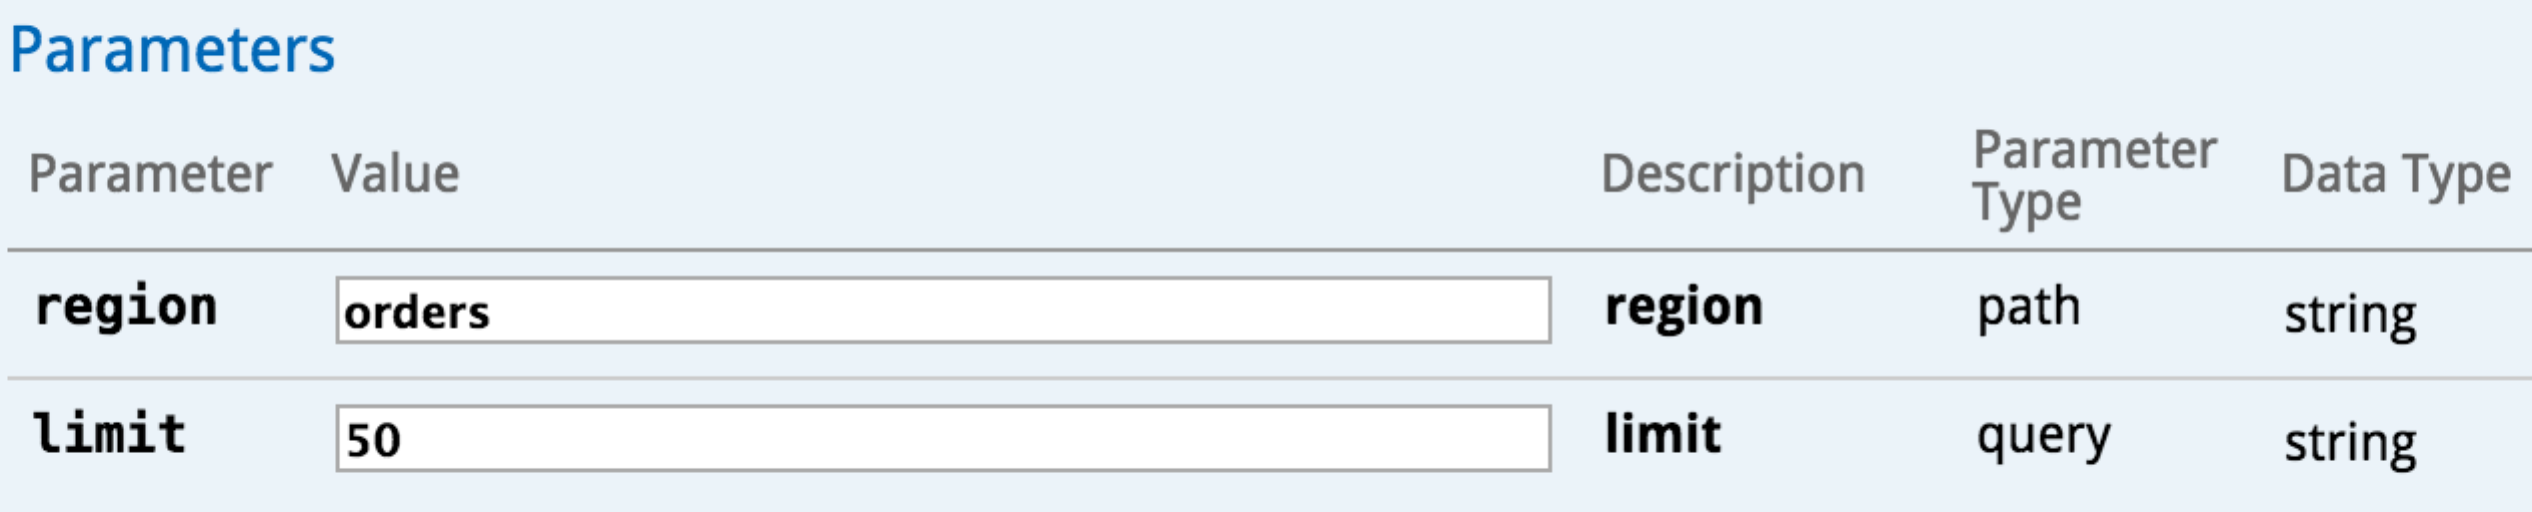 Parameters
Parameter Value Description Parameter Type Data Type
region orders region path string
limit 50 limit query string